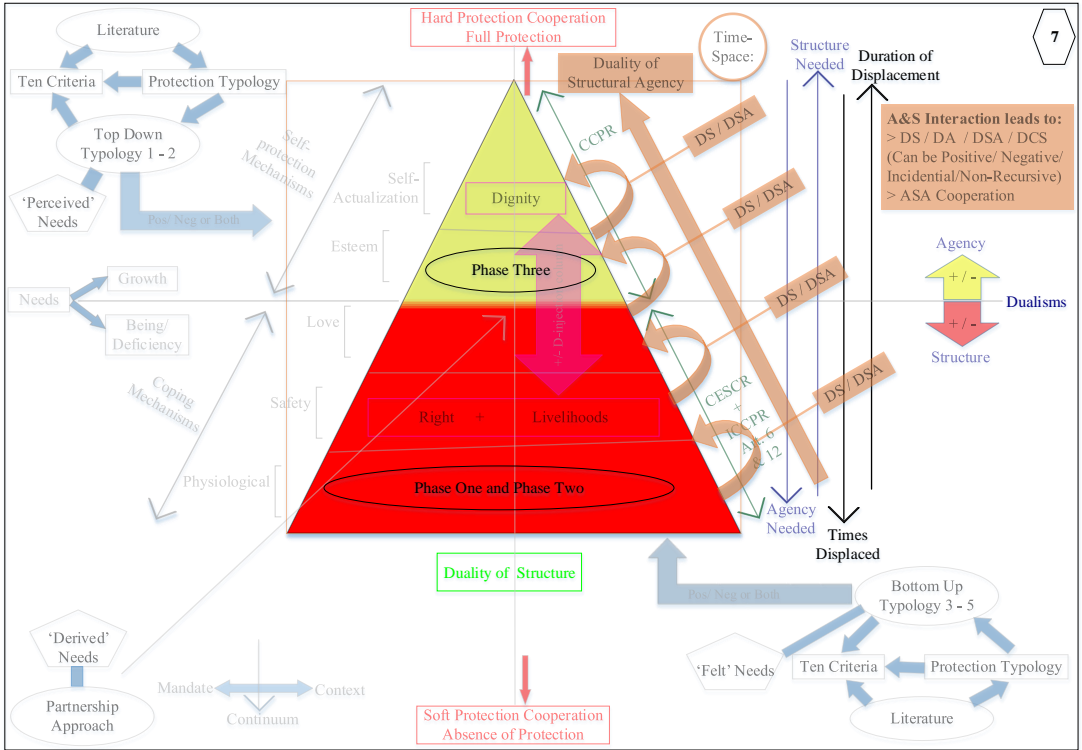 Hard Protection Cooperation
Full Protection
7
Time-
Space:
Structure
Needed
Duration of
Displacement
Literature
Ten Criteria
Protection Typology
Top Down
Typology 1 - 2
'Perceived'
Needs
Pos/ Neg or Both
Self-
protection
Mechanisms
Duality of
Structural Agency
CCPR
DS / DSA
DS / DSA
DS / DSA
DS / DSA
A&S Interaction leads to:
> DS / DA / DSA / DCS
(Can be Positive/ Negative/
Incidential/Non-Recursive)
> ASA Cooperation
Self-
Actualization
Dignity
Esteem
Phase Three
Agency
+ / -
Dualisms
+ / -
Structure
Needs
Growth
Being/
Deficiency
Love
Coping
Mechanisms
Safety
Right + Livelihoods
CESCR
+
ICCPR
Art. 6
& 12
Physiological
Phase One and Phase Two
Agency
Needed
Times
Displaced
Duality of Structure
Pos/ Neg or Both
Bottom Up
Typology 3 - 5
'Felt' Needs
Ten Criteria
Protection Typology
Literature
'Derived'
Needs
Partnership
Approach
Mandate
Context
Continuum
Soft Protection Cooperation
Absence of Protection